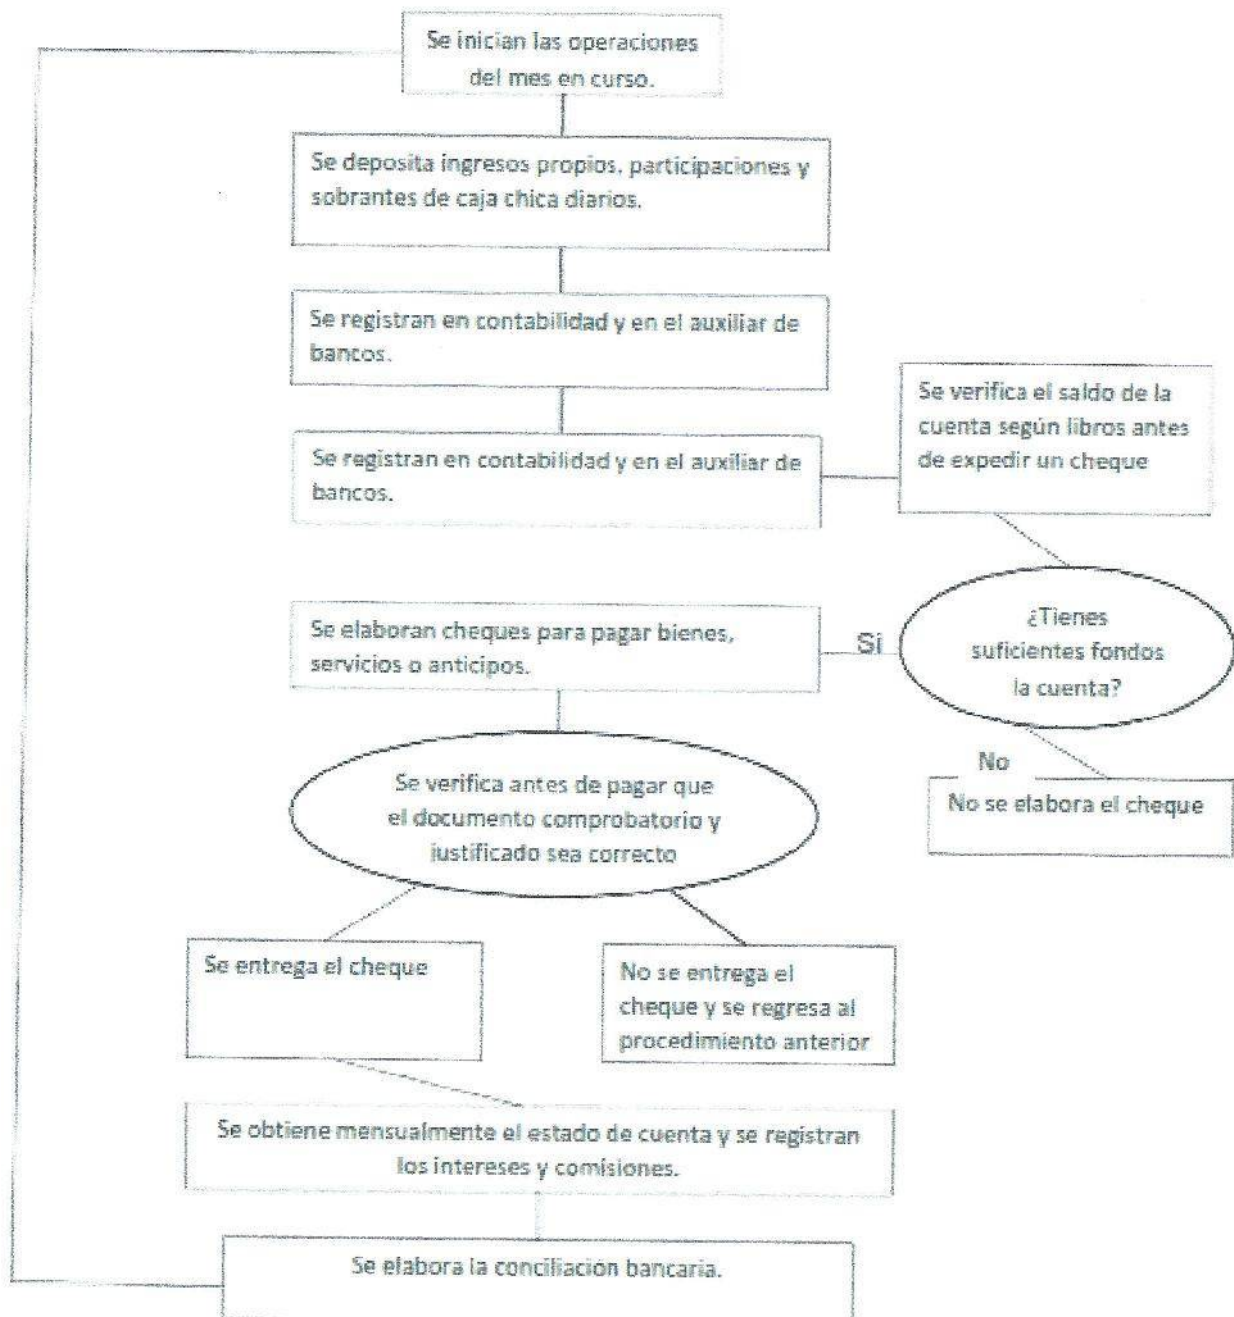 Se inician las operaciones
del mes en curso.
Se deposita ingresos propios, participaciones y
sobrantes de caja chica diarios.
Se registran en contabilidad y en el auxiliar de
bancos.
Se registran en contabilidad y en el auxiliar de
bancos.
Se verifica el saldo de la
cuenta según libros antes
de expedir un cheque
¿Tienes
suficientes fondos
la cuenta?
Si
No
No se elabora el cheque
Se elaboran cheques para pagar bienes,
servicios o anticipos.
Se verifica antes de pagar que
el documento comprobatorio y
justificado sea correcto
Se entrega el cheque
No se entrega el
cheque y se regresa al
procedimiento anterior
Se obtiene mensualmente el estado de cuenta y se registran
los intereses y comisiones.
Se elabora la conciliación bancaria.